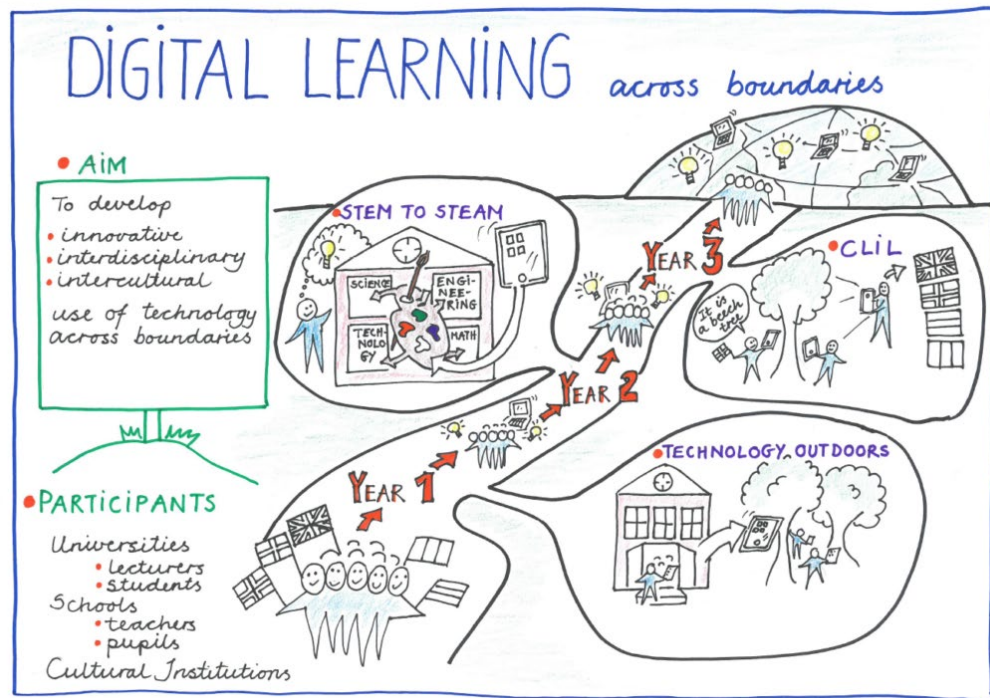 DIGITAL LEARNING across boundaries
AIM
To develop
innovative
interdisciplinary
intercultural
use of technology
across boundaries
PARTICIPANTS
Universities
lecturers
students
Schools
teachers
pupils
Cultural Institutions
STEM TO STEAM
SCIENCE
ENGI-
NEE-
RING
TECH-
NOLO
GY
MATH
YEAR 1
YEAR 2
YEAR 3
CLIL
It is
a beech
tree
TECHNOLOGY OUTDOORS